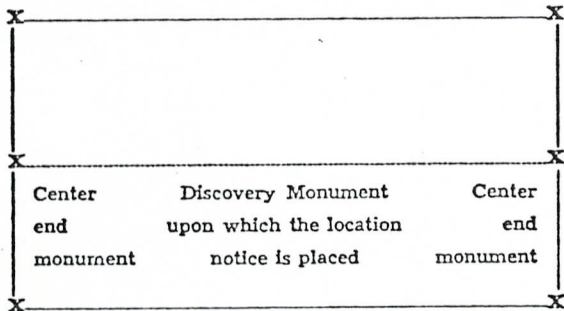 X X
X X
Center Discovery Monument Center
end upon which the location end
monument notice is placed monument
X X